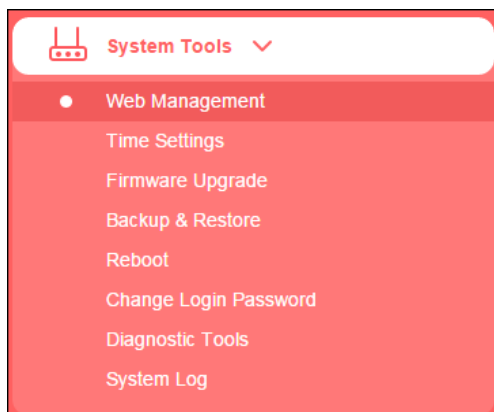 System Tools
Web Management
Time Settings
Firmware Upgrade
Backup & Restore
Reboot
Change Login Password
Diagnostic Tools
System Log